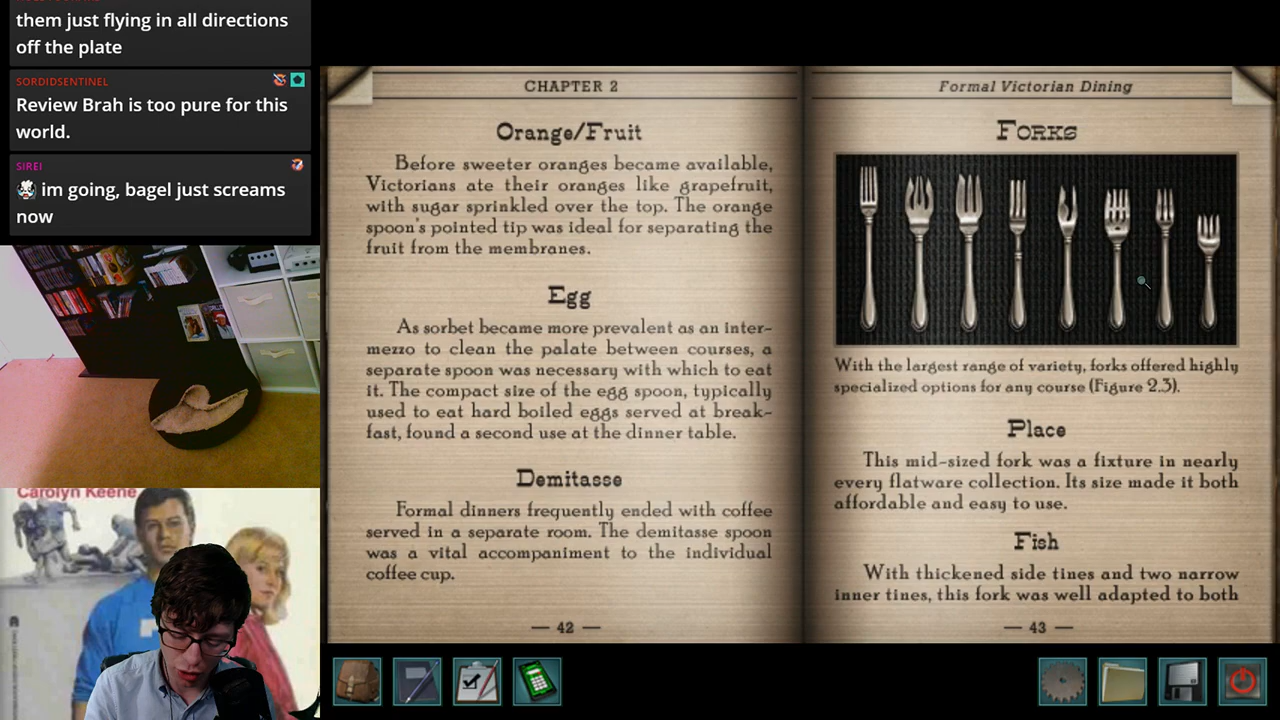 them just flying in all directions
off the plate
SORDIDSENTINEL
Review Brah is too pure for this
world.
SIREI
im going, bagel just screams
now
Carolyn Keene
CHAPTER 2
Orange/Fruit
Before sweeter oranges became available,
Victorians ate their oranges like grapefruit,
with sugar sprinkled over the top. The orange
spoon's pointed tip was ideal for separating the
fruit from the membranes.
Egg
As sorbet became more prevalent as an inter-
mezzo to clean the palate between courses, a
separate spoon was necessary with which to eat
it. The compact size of the egg spoon, typically
used to eat hard boiled eggs served at break-
fast, found a second use at the dinner table.
Demitasse
Formal dinners frequently ended with coffee
served in a separate room. The demitasse spoon
was a vital accompaniment to the individual
coffee cup.
— 42 —
Formal Victorian Dining
FORKS
With the largest range of variety, forks offered highly
specialized options for any course (Figure 2.3).
Place
This mid-sized fork was a fixture in nearly
every flatware collection. Its size made it both
affordable and easy to use.
Fish
With thickened side tines and two narrow
inner tines, this fork was well adapted to both
— 43 —